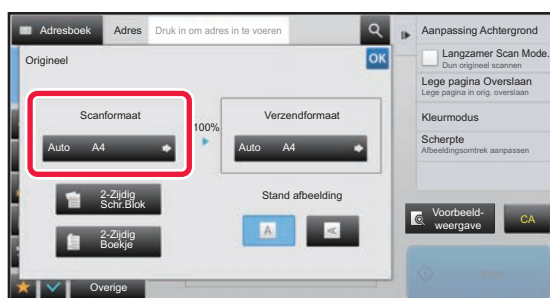 Adresboek
Adres
Druk in om adres in te voeren
Origineel
OK
Scanformaat
Auto A4
100%
Verzendformaat
Auto A4
2-Zijdig
Schr.Blok
2-Zijdig
Boekje
Stand afbeelding
A
A
Overige
Aanpassing Achtergrond
Langzamer Scan Mode.
Dun origineel scannen
Lege pagina Overslaan
Lege pagina in orig. overslaan
Kleurmodus
Scherpte
Afbeeldingsomtrek aanpassen
Voorbeeld-
weergave
CA
Start